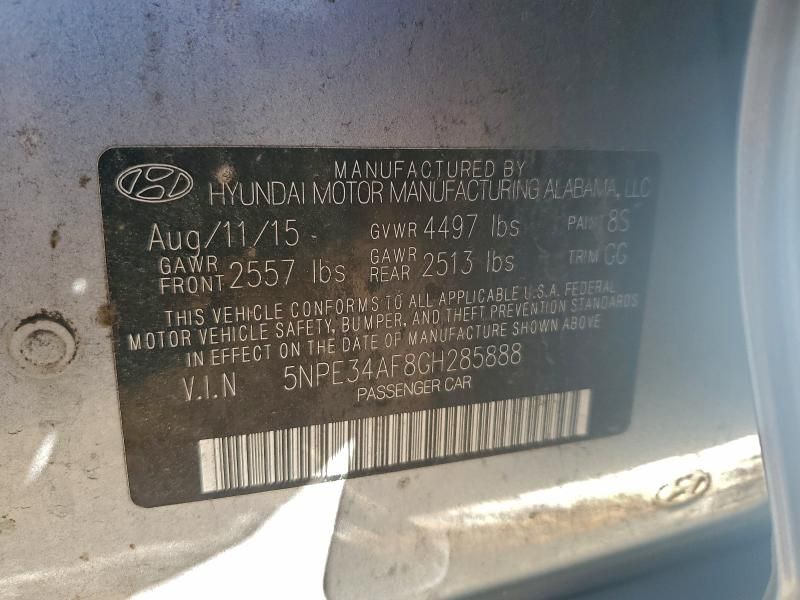 MANUFACTURED BY
HYUNDAI MOTOR MANUFACTURING ALABAMA, LLC
Aug/11/15 GVWR 4497 lbs PAINT 8S
GAWR FRONT 2557 lbs GAWR REAR 2513 lbs TRIM GG
THIS VEHICLE CONFORMS TO ALL APPLICABLE U.S.A. FEDERAL
MOTOR VEHICLE SAFETY, BUMPER, AND THEFT PREVENTION STANDARDS
IN EFFECT ON THE DATE OF MANUFACTURE SHOWN ABOVE
V.I.N 5NPE34AF8GH285888
PASSENGER CAR